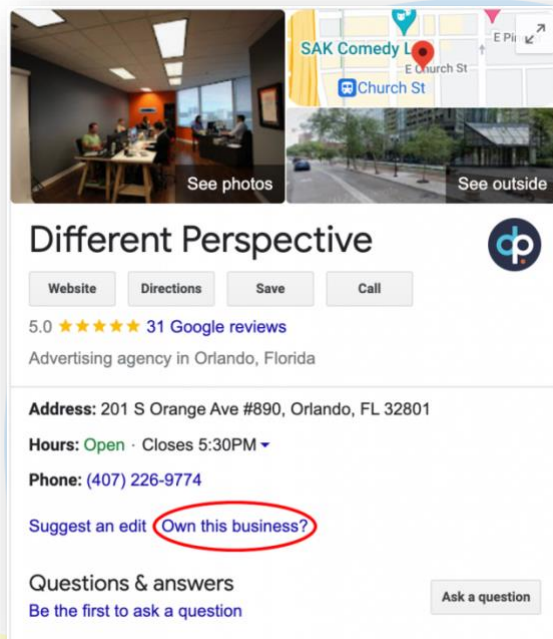 SAK Comedy L
E Pi
E Church St
Church St
See photos
See outside
Different Perspective
dp.
Website
Directions
Save
Call
5.0 ★★★★★ 31 Google reviews
Advertising agency in Orlando, Florida
Address: 201 S Orange Ave #890, Orlando, FL 32801
Hours: Open · Closes 5:30PM
Phone: (407) 226-9774
Suggest an edit Own this business?
Questions & answers
Ask a question
Be the first to ask a question